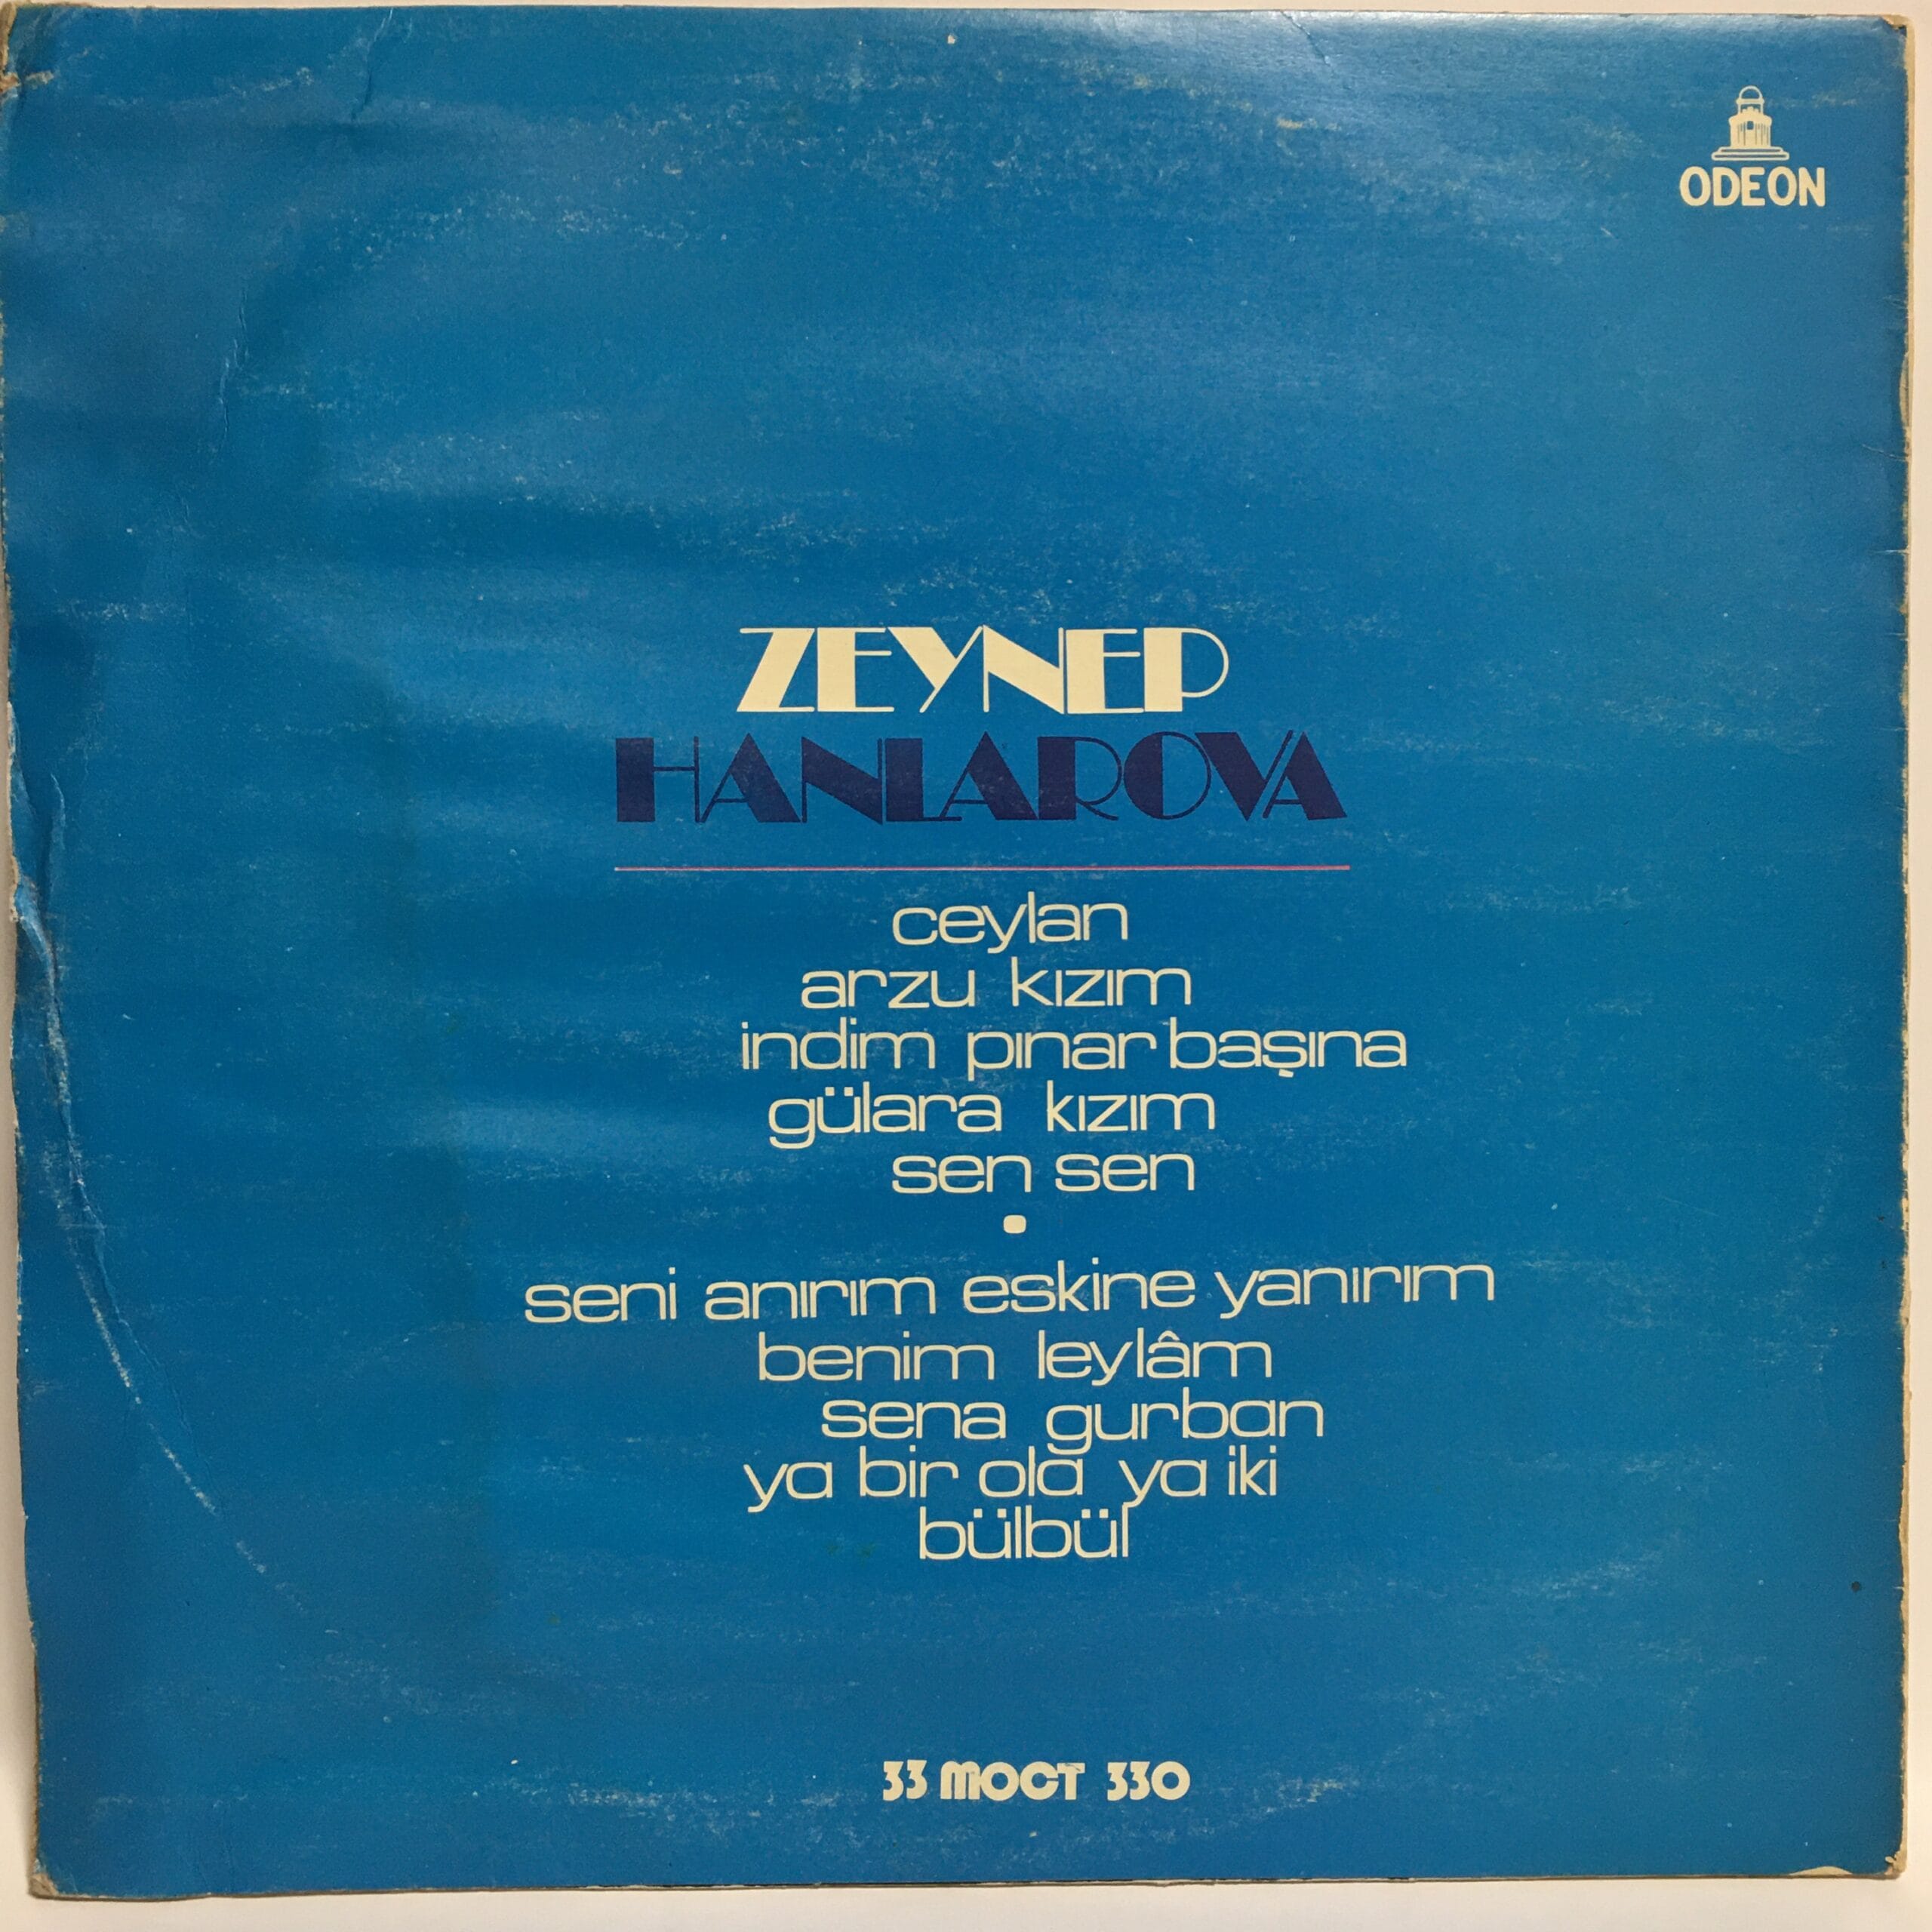 ODEON
ZEYNEP
HANLAROVA
ceylan
arzu kızım
indim pınar başına
gülara kızım
sen sen
•
seni anırım eskine yanırım
benim leylâm
sena gurban
ya bir ola ya iki
bülbül
33 MOCT 330